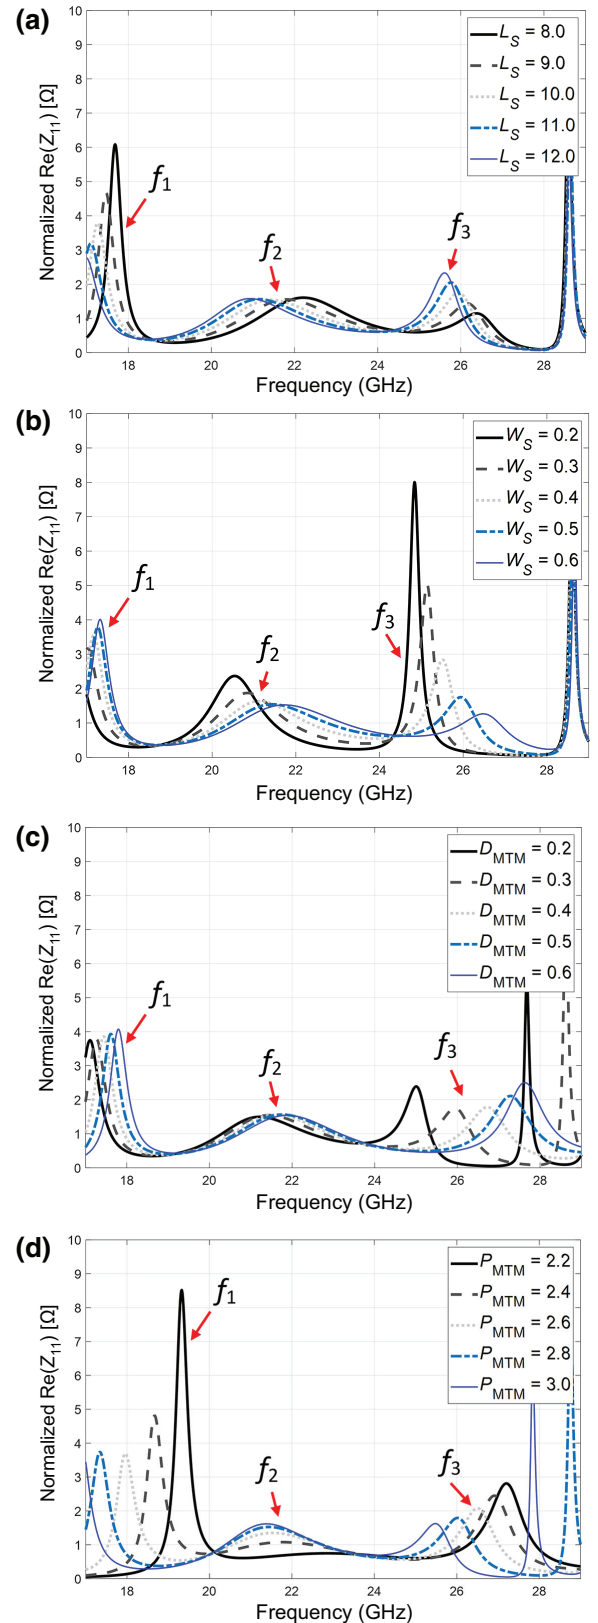 (a)
Normalized Re(Z11) [Ω]
10
9
8
7
6
5
4
3
2
1
0
LS = 8.0
LS = 9.0
LS = 10.0
LS = 11.0
LS = 12.0
f1
f2
f3
18 20 22 24 26 28
Frequency (GHz)
(b)
Normalized Re(Z11) [Ω]
10
9
8
7
6
5
4
3
2
1
0
WS = 0.2
WS = 0.3
WS = 0.4
WS = 0.5
WS = 0.6
f1
f2
f3
18 20 22 24 26 28
Frequency (GHz)
(c)
Normalized Re(Z11) [Ω]
10
9
8
7
6
5
4
3
2
1
0
DMTM = 0.2
DMTM = 0.3
DMTM = 0.4
DMTM = 0.5
DMTM = 0.6
f1
f2
f3
18 20 22 24 26 28
Frequency (GHz)
(d)
Normalized Re(Z11) [Ω]
10
9
8
7
6
5
4
3
2
1
0
PMTM = 2.2
PMTM = 2.4
PMTM = 2.6
PMTM = 2.8
PMTM = 3.0
f1
f2
f3
18 20 22 24 26 28
Frequency (GHz)